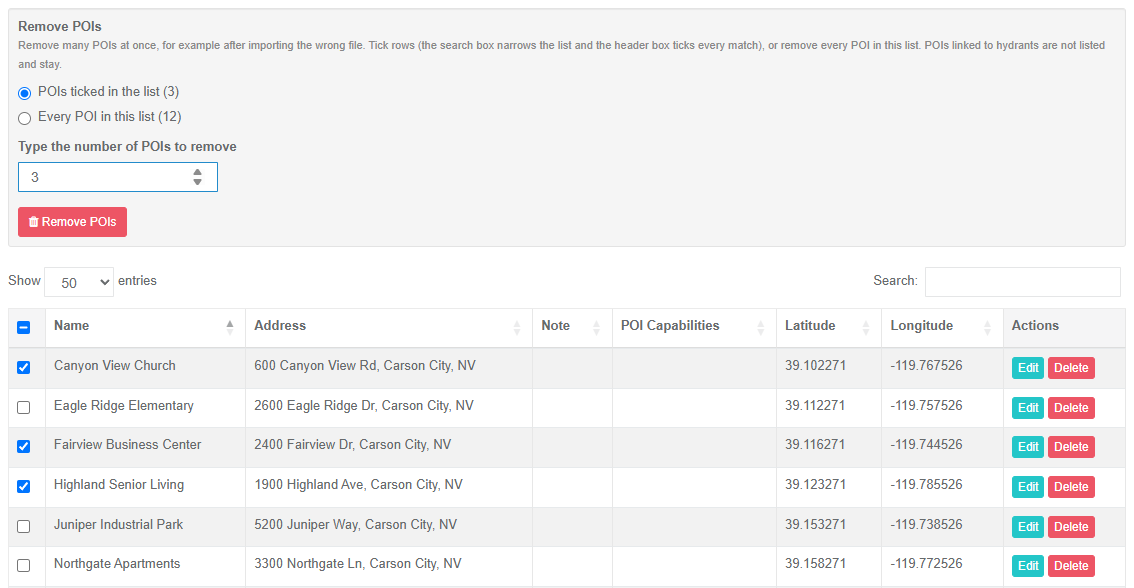 Remove POIs
Remove many POIs at once, for example after importing the wrong file. Tick rows (the search box narrows the list and the header box ticks every match), or remove every POI in this list. POIs linked to hydrants are not listed
and stay.
POIs ticked in the list (3)
Every POI in this list (12)
Type the number of POIs to remove
3
Remove POIs
Show 50 entries Search:
Name Address Note POI Capabilities Latitude Longitude Actions
Canyon View Church 600 Canyon View Rd, Carson City, NV 39.102271 -119.767526 Edit Delete
Eagle Ridge Elementary 2600 Eagle Ridge Dr, Carson City, NV 39.112271 -119.757526 Edit Delete
Fairview Business Center 2400 Fairview Dr, Carson City, NV 39.116271 -119.744526 Edit Delete
Highland Senior Living 1900 Highland Ave, Carson City, NV 39.123271 -119.785526 Edit Delete
Juniper Industrial Park 5200 Juniper Way, Carson City, NV 39.153271 -119.738526 Edit Delete
Northgate Apartments 3300 Northgate Ln, Carson City, NV 39.158271 -119.772526 Edit Delete